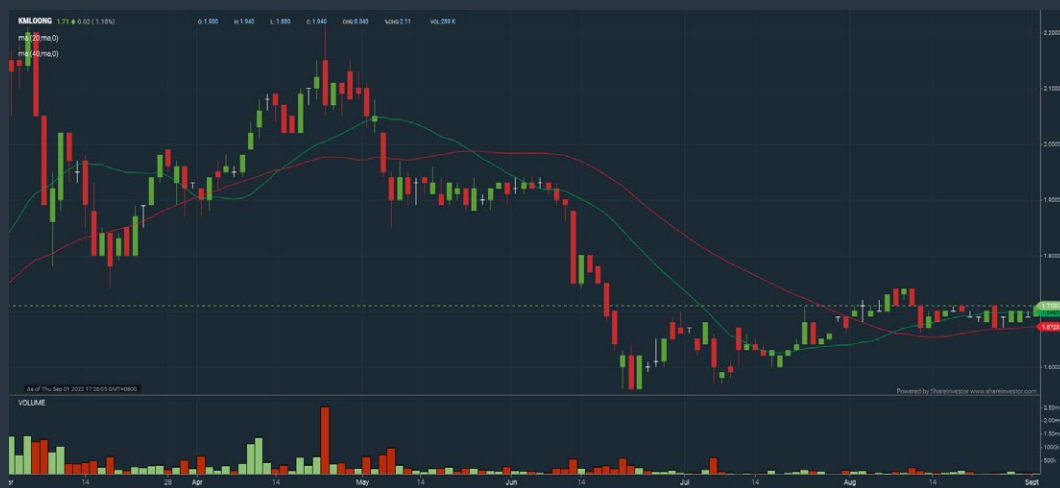 KMLOONG 1.71 0.02 ( 1.18%) O: 1.880 H: 1.940 L: 1.880 C: 1.940 CHG:0.040 %CHG:2.11 VOL:289 K
ma (20,ma,0)
ma (40,ma,0)
2.2000
2.1000
2.0000
1.9000
1.8000
1.7100
1.6723
1.6000
As of Thu Sep 01 2022 17:20:03 GMT+0800
Powered by ShareInvestor www.shareinvestor.com
VOLUME
2.50m
2.00m
1.50m
1000k
500k
ar 14 28 Apr 14 May 14 Jun Jul 14 Aug 14 Sept